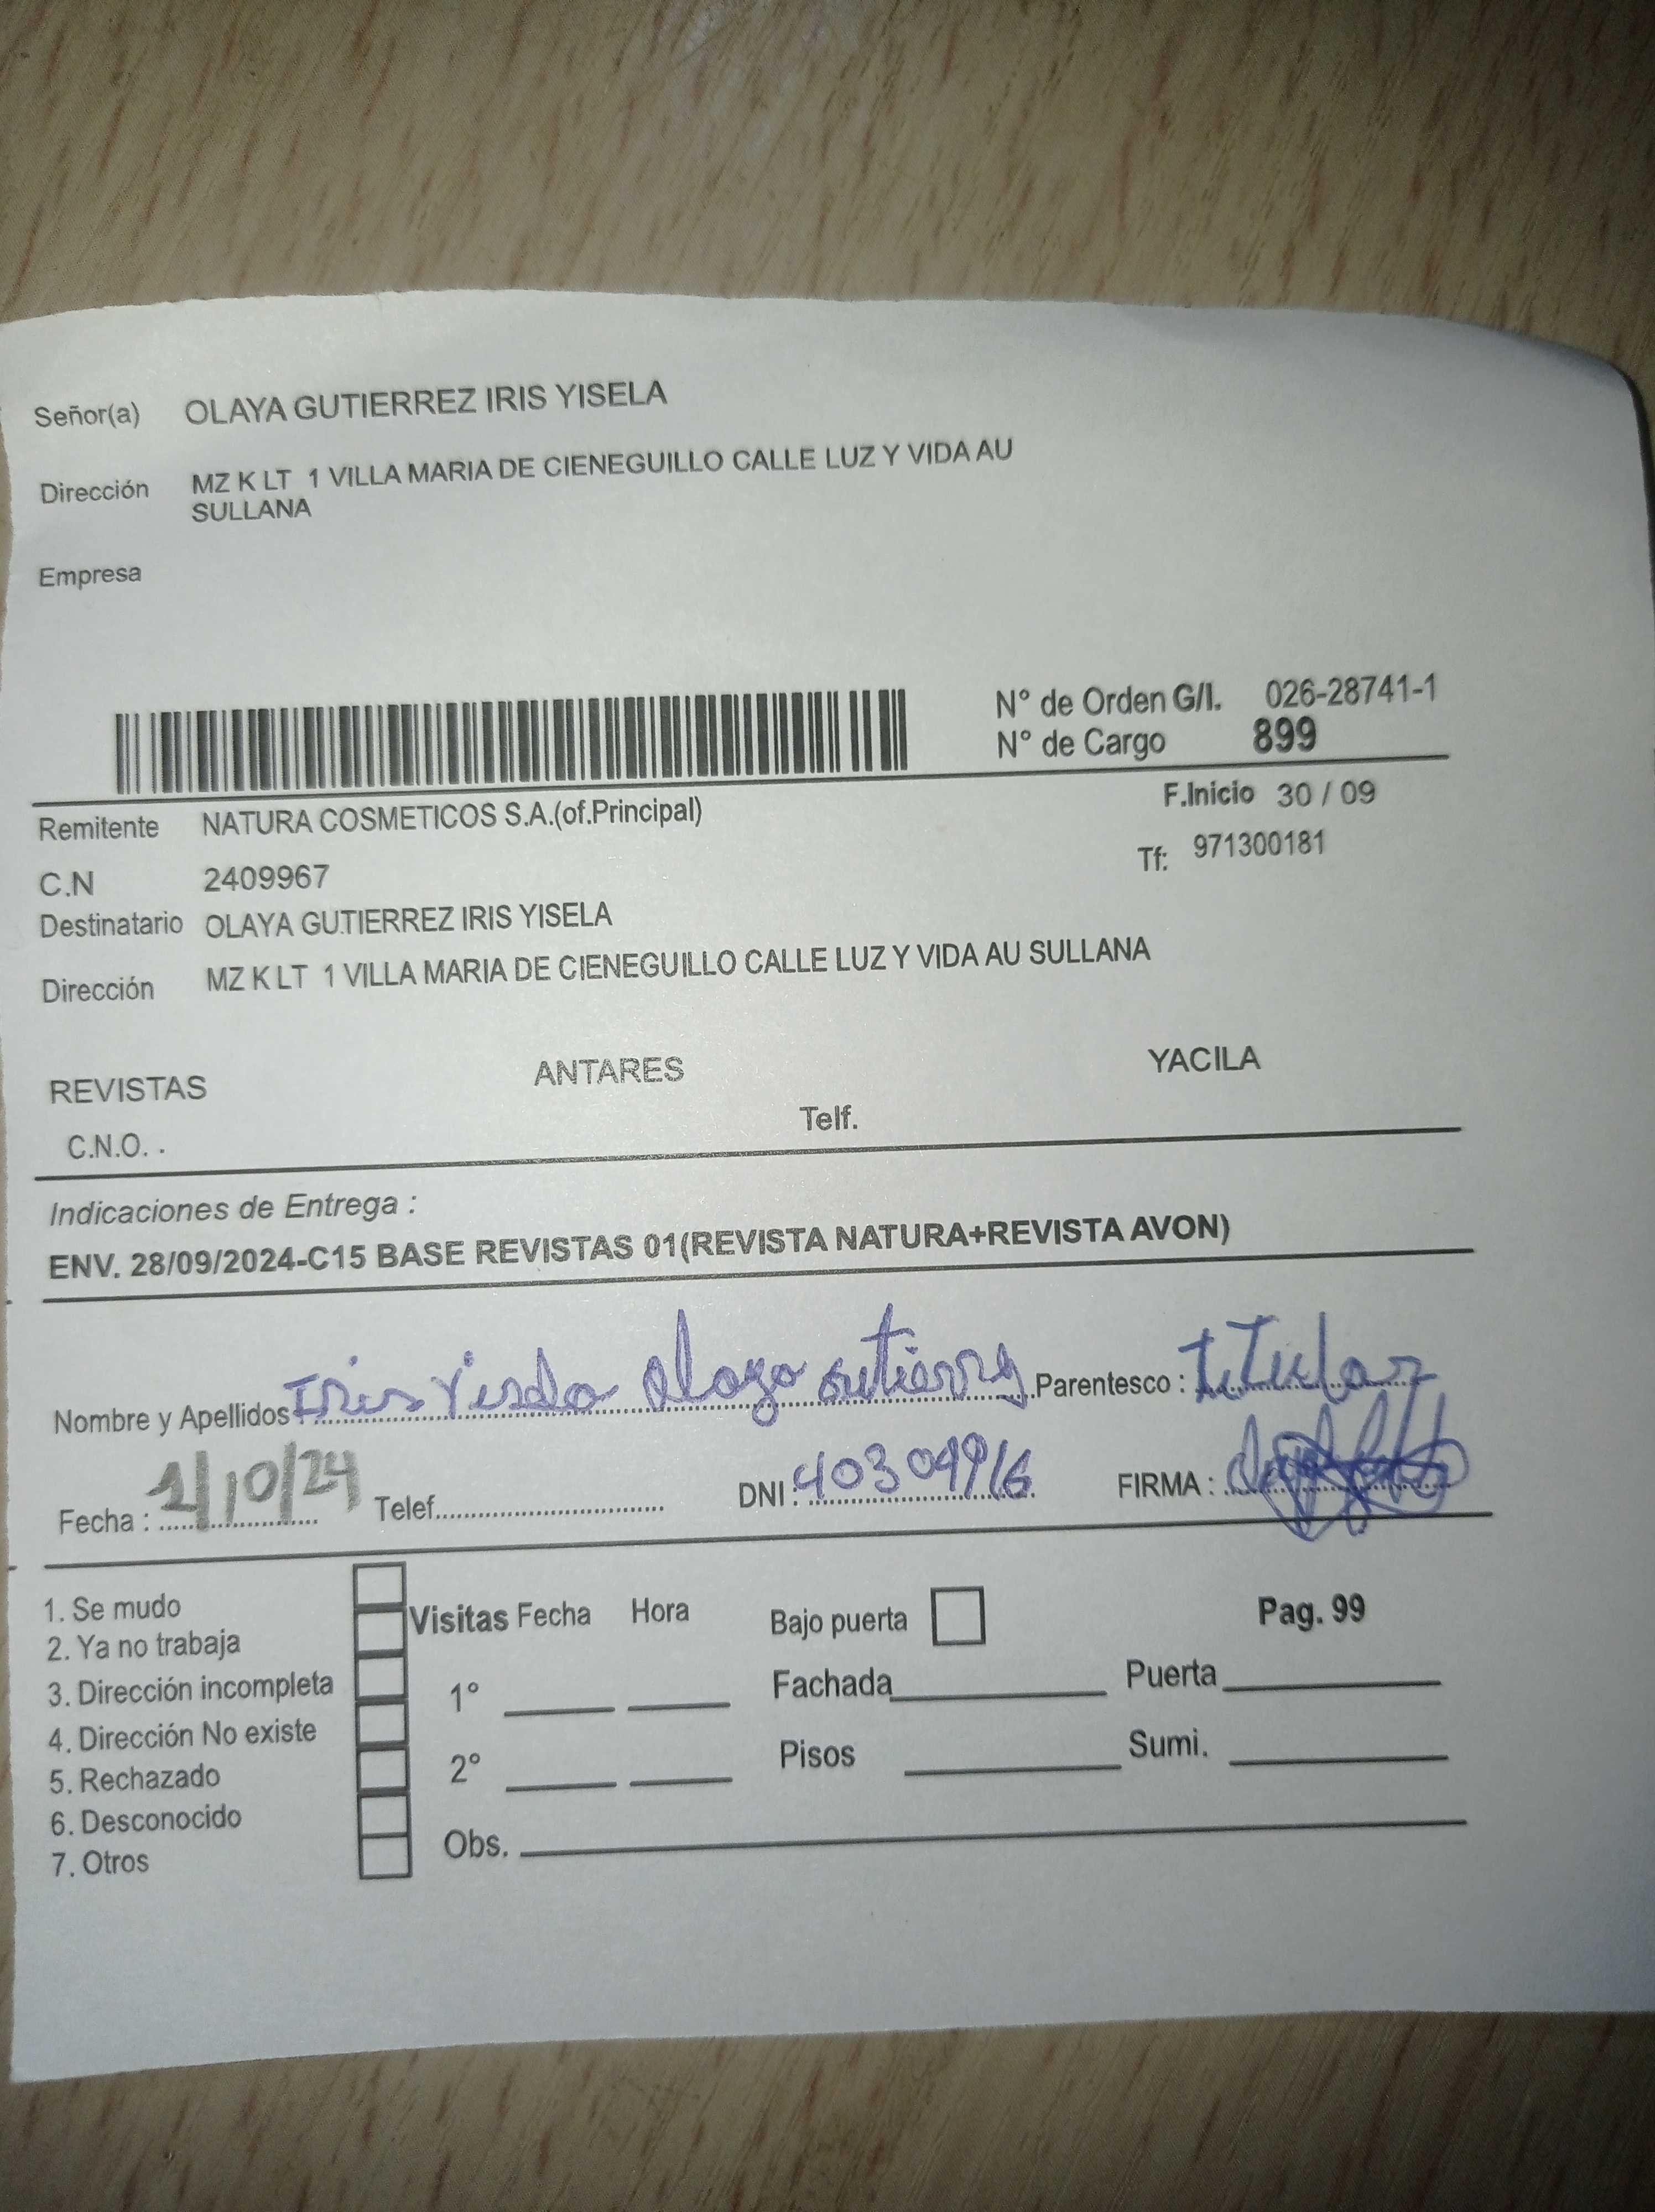 Señor(a) OLAYA GUTIERREZ IRIS YISELA
Dirección MZ K LT 1 VILLA MARIA DE CIENEGUILLO CALLE LUZ Y VIDA AU
SULLANA
Empresa
N° de Orden G/I. 026-28741-1
N° de Cargo 899
F.Inicio 30 / 09
Remitente NATURA COSMETICOS S.A.(of.Principal)
Tf: 971300181
C.N 2409967
Destinatario OLAYA GUTIERREZ IRIS YISELA
Dirección MZ K LT 1 VILLA MARIA DE CIENEGUILLO CALLE LUZ Y VIDA AU SULLANA
REVISTAS ANTARES YACILA
C.N.O. . Telf.
Indicaciones de Entrega :
ENV. 28/09/2024-C15 BASE REVISTAS 01(REVISTA NATURA+REVISTA AVON)
Nombre y Apellidos Iris Yisela Olaya Gutierrez Parentesco : titular
Fecha : 1/10/24 Telef. DNI : 40304916 FIRMA :
1. Se mudo
2. Ya no trabaja
3. Dirección incompleta
4. Dirección No existe
5. Rechazado
6. Desconocido
7. Otros
Visitas Fecha Hora Bajo puerta Pag. 99
1° Fachada Puerta
2° Pisos Sumi.
Obs.